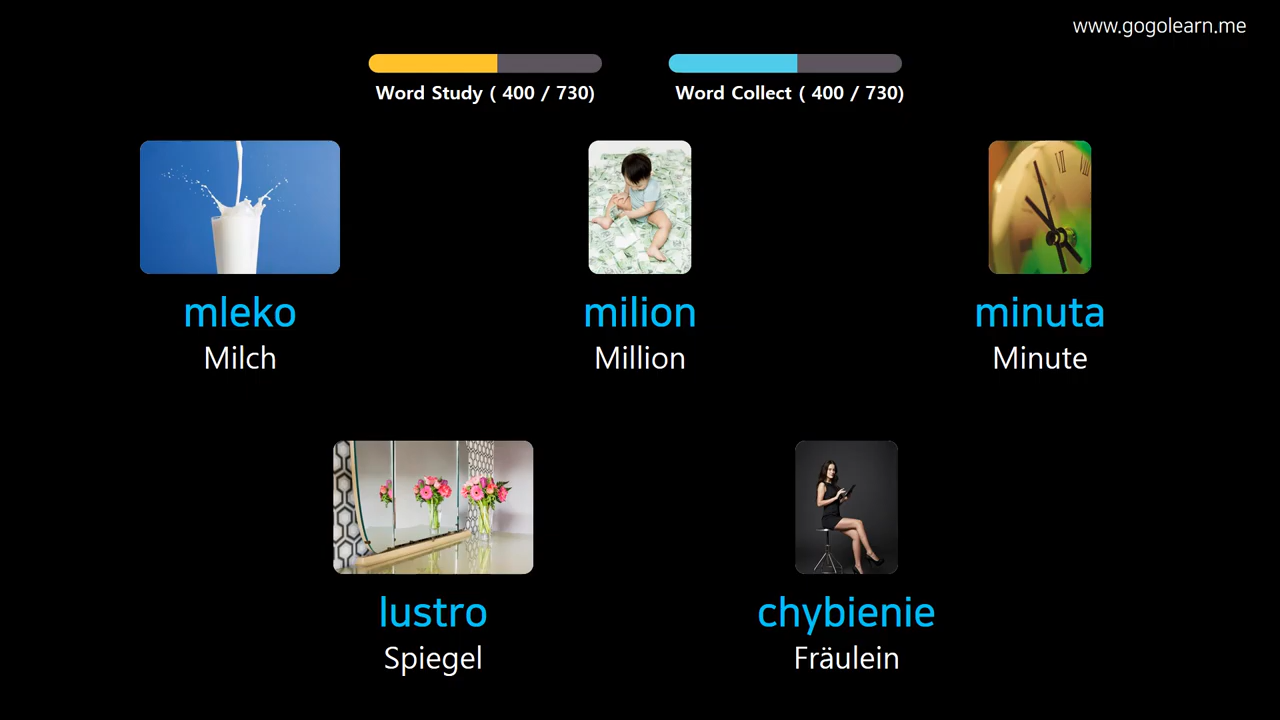 www.gogolearn.me
Word Study ( 400 / 730)
Word Collect ( 400 / 730)
mleko
Milch
milion
Million
minuta
Minute
lustro
Spiegel
chybienie
Fräulein